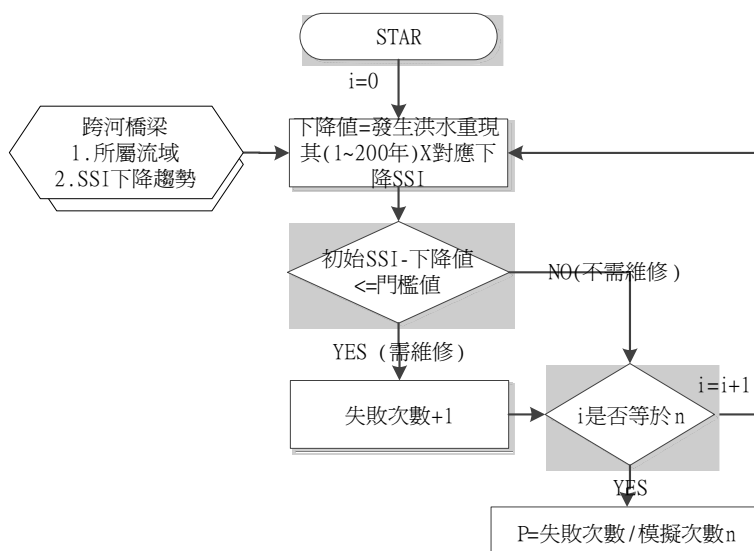 STAR
i=0
跨河橋梁
1.所屬流域
2.SSI下降趨勢
下降值=發生洪水重現
其(1~200年)X對應下
降SSI
初始SSI-下降值
<=門檻值
NO(不需維修)
YES (需維修)
失敗次數+1
i是否等於n
i=i+1
YES
P=失敗次數/模擬次數n